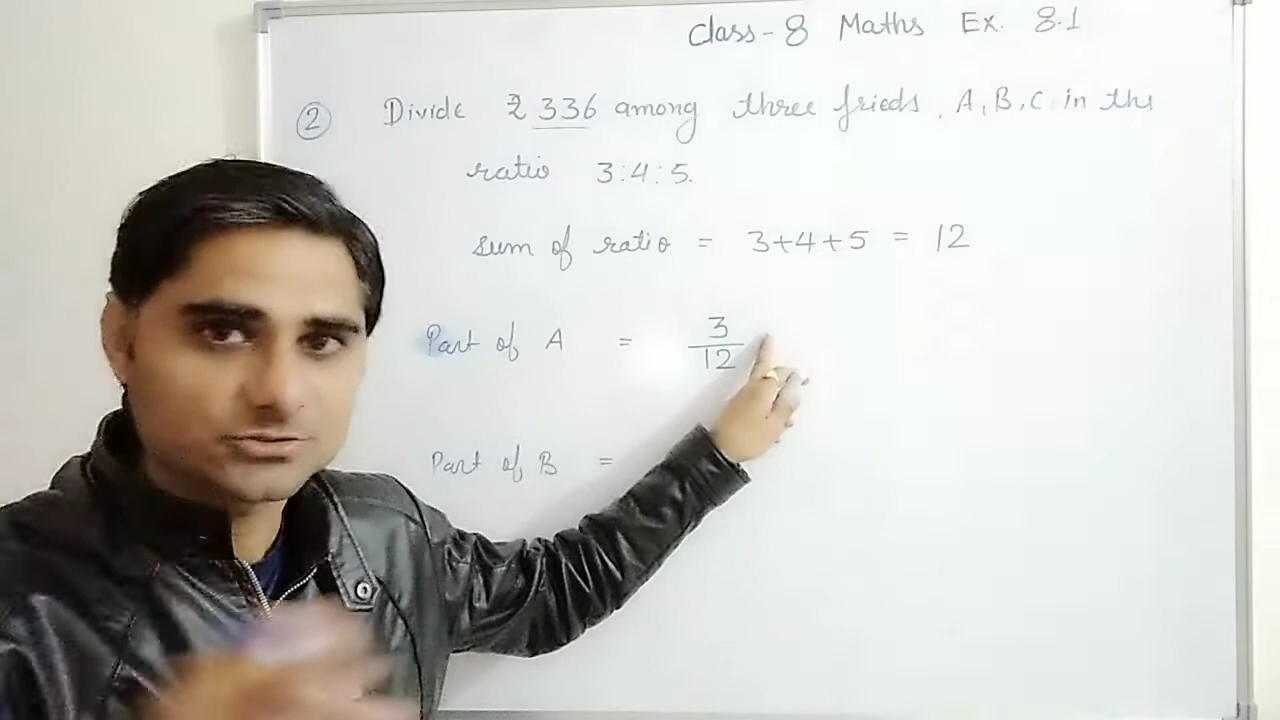 Class - 8 Maths Ex. 8.1
② Divide ₹ 336 among three frieds, A, B, C in the
ratio 3:4:5.
sum of ratio = 3+4+5 = 12
Part of A = 3/12
Part of B =